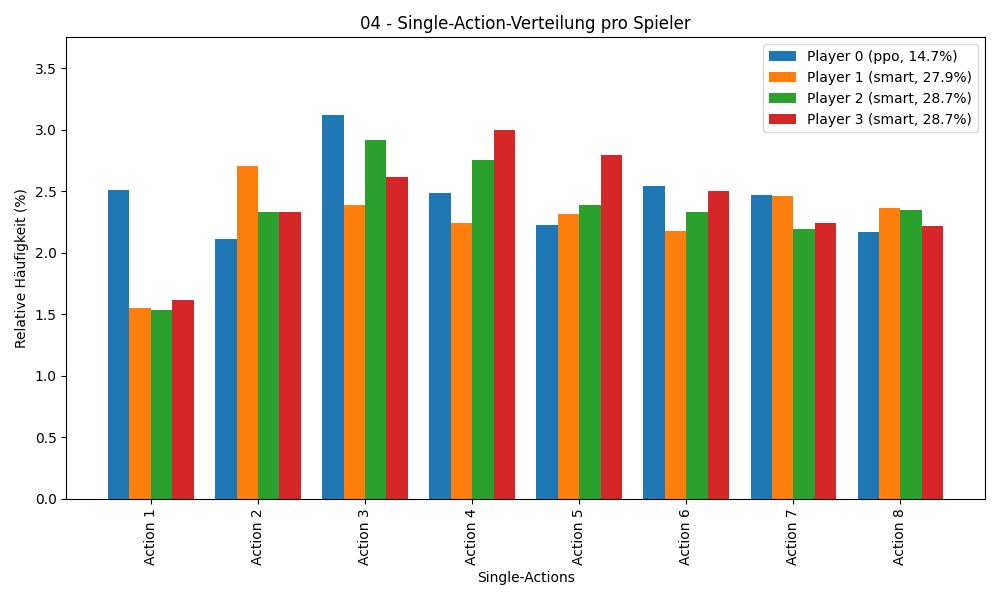 04 - Single-Action-Verteilung pro Spieler
Player 0 (ppo, 14.7%)
Player 1 (smart, 27.9%)
Player 2 (smart, 28.7%)
Player 3 (smart, 28.7%)
Relative Häufigkeit (%)
3.5
3.0
2.5
2.0
1.5
1.0
0.5
0.0
Action 1
Action 2
Action 3
Action 4
Action 5
Action 6
Action 7
Action 8
Single-Actions